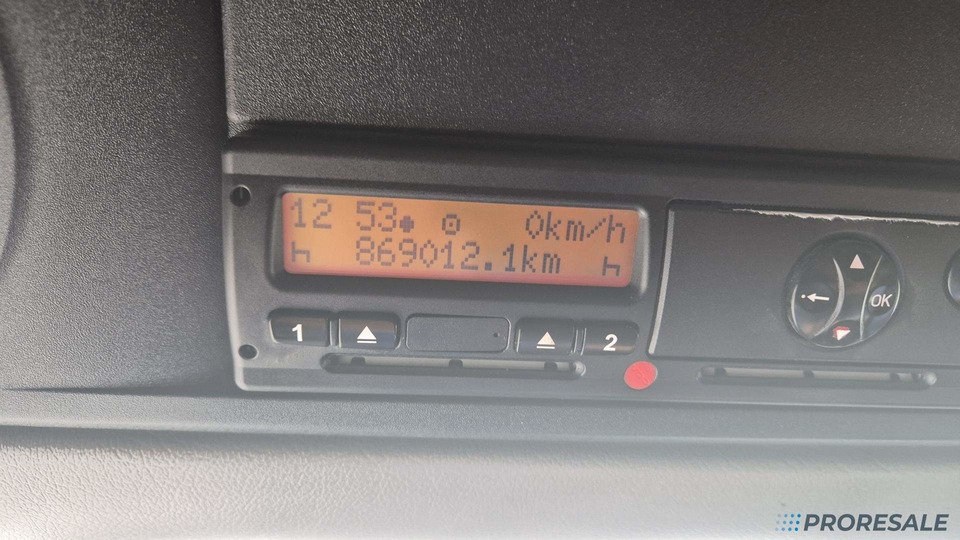 12 53 0km/h
869012.1km
1 2
OK
PRORESALE